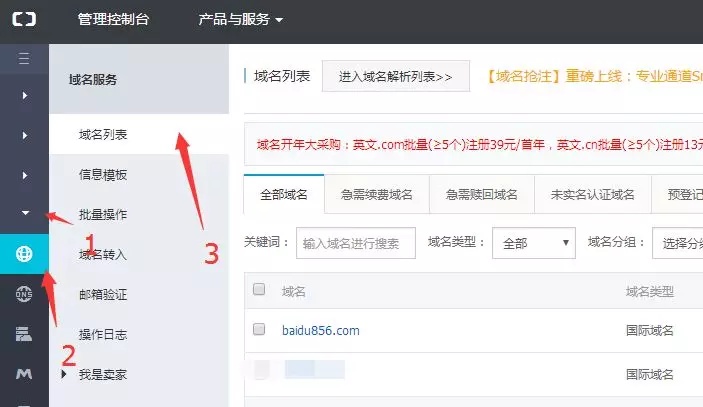 管理控制台 产品与服务
域名服务
域名列表 进入域名解析列表>> 【域名抢注】重磅上线：专业通道
域名列表
信息模板
批量操作
域名转入
邮箱验证
操作日志
我是卖家
域名开年大采购：英文.com批量(≥5个)注册39元/首年，英文.cn批量(≥5个)注册13元
全部域名 急需续费域名 急需赎回域名 未实名认证域名 预登记
关键词： 输入域名进行搜索 域名类型： 全部 域名分组： 选择分
域名 域名类型
baidu856.com 国际域名
国际域名
DNS
1
2
3